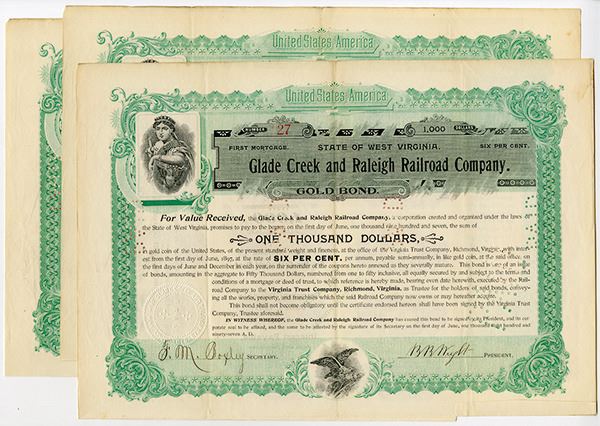 United States America
United States America
NUMBER 27 1,000 DOLLARS
FIRST MORTGAGE. STATE OF WEST VIRGINIA. SIX PER CENT.
Glade Creek and Raleigh Railroad Company.
GOLD BOND.
For Value Received, the Glade Creek and Raleigh Railroad Company, a corporation created and organized under the laws of
the State of West Virginia, promises to pay to the bearer, on the first day of June, one thousand nine hundred and seven, the sum of
ONE THOUSAND DOLLARS,
in gold coin of the United States, of the present standard weight and fineness, at the office of the Virginia Trust Company, Richmond, Virginia, with inter-
est from the first day of June, 1897, at the rate of SIX PER CENT. per annum, payable semi-annually, in like gold coin, at the said office on
the first days of June and December in each year, on the surrender of the coupons hereto annexed as they severally mature. This bond is one of an issue
of bonds, amounting in the aggregate to Fifty Thousand Dollars, numbered from one to fifty inclusive, all equally secured by and subject to the terms and
conditions of a mortgage or deed of trust, to which reference is hereby made, bearing even date herewith, executed by the Rail-
road Company to the Virginia Trust Company, Richmond, Virginia, as Trustee for the holders of said bonds, convey-
ing all the works, property, and franchises which the said Railroad Company now owns or may hereafter acquire.
This bond shall not become obligatory until the certificate endorsed hereon shall have been signed by the Virginia Trust
Company, Trustee aforesaid.
IN WITNESS WHEREOF, the Glade Creek and Raleigh Railroad Company has caused this bond to be signed by its President, and its cor-
porate seal to be affixed, and the same to be attested by the signature of its Secretary on the first day of June, one thousand eight hundred and
ninety-seven A. D.
F. M. Boxley SECRETARY. B B Wright PRESIDENT.